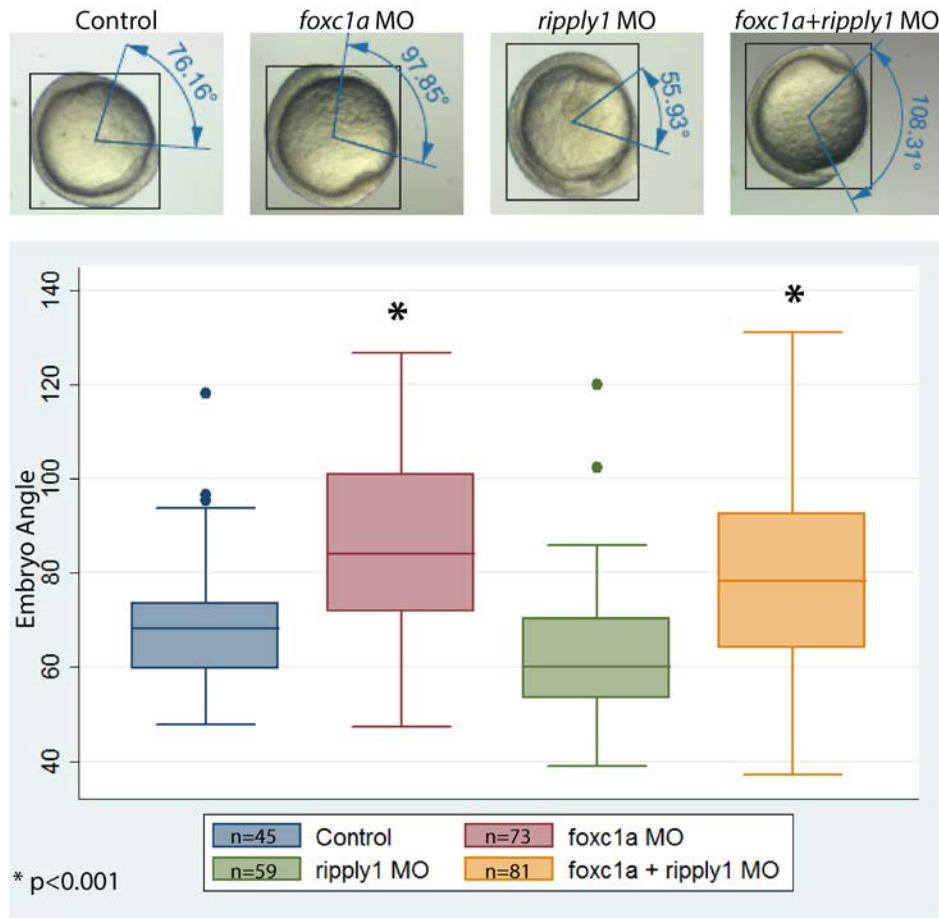 Control foxc1a MO ripply1 MO foxc1a+ripply1 MO
76.16° 97.85° 55.93° 108.31°
140
120
100
80
60
40
Embryo Angle
* *
n=45 Control n=73 foxc1a MO
n=59 ripply1 MO n=81 foxc1a + ripply1 MO
* p<0.001